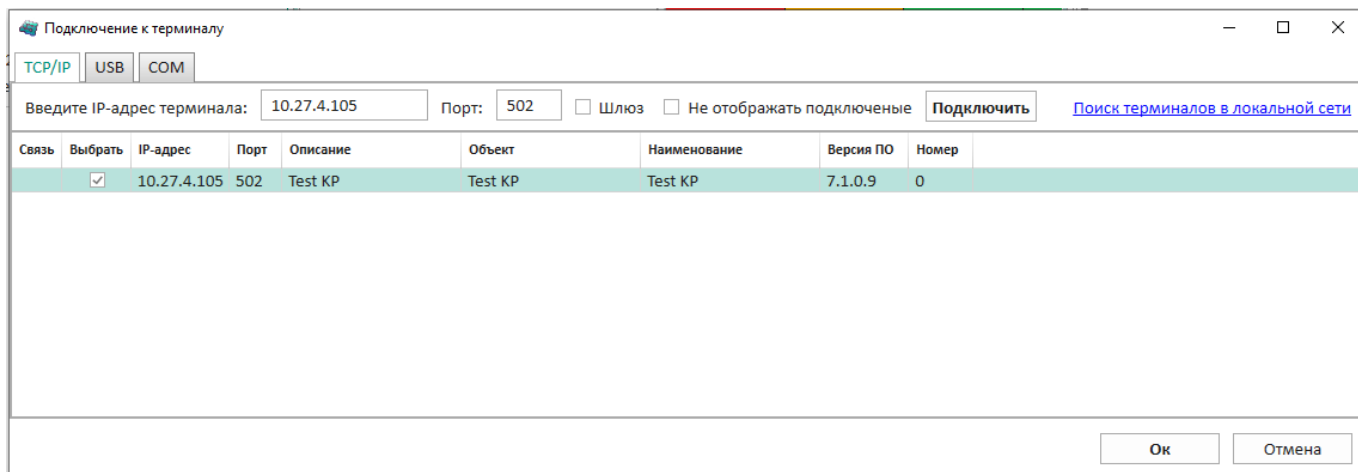 Подключение к терминалу
TCP/IP USB COM
Введите IP-адрес терминала: 10.27.4.105 Порт: 502 Шлюз Не отображать подключеные Подключить Поиск терминалов в локальной сети
Связь Выбрать IP-адрес Порт Описание Объект Наименование Версия ПО Номер
10.27.4.105 502 Test KP Test KP Test KP 7.1.0.9 0
Ок Отмена